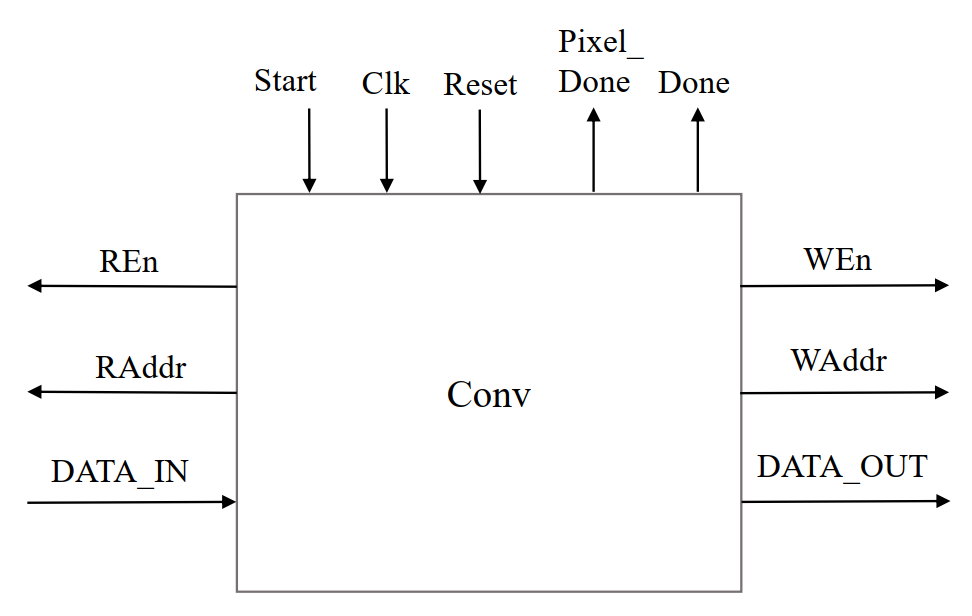 Start
Clk
Reset
Pixel_
Done
Done
REn
WEn
RAddr
WAddr
Conv
DATA_IN
DATA_OUT